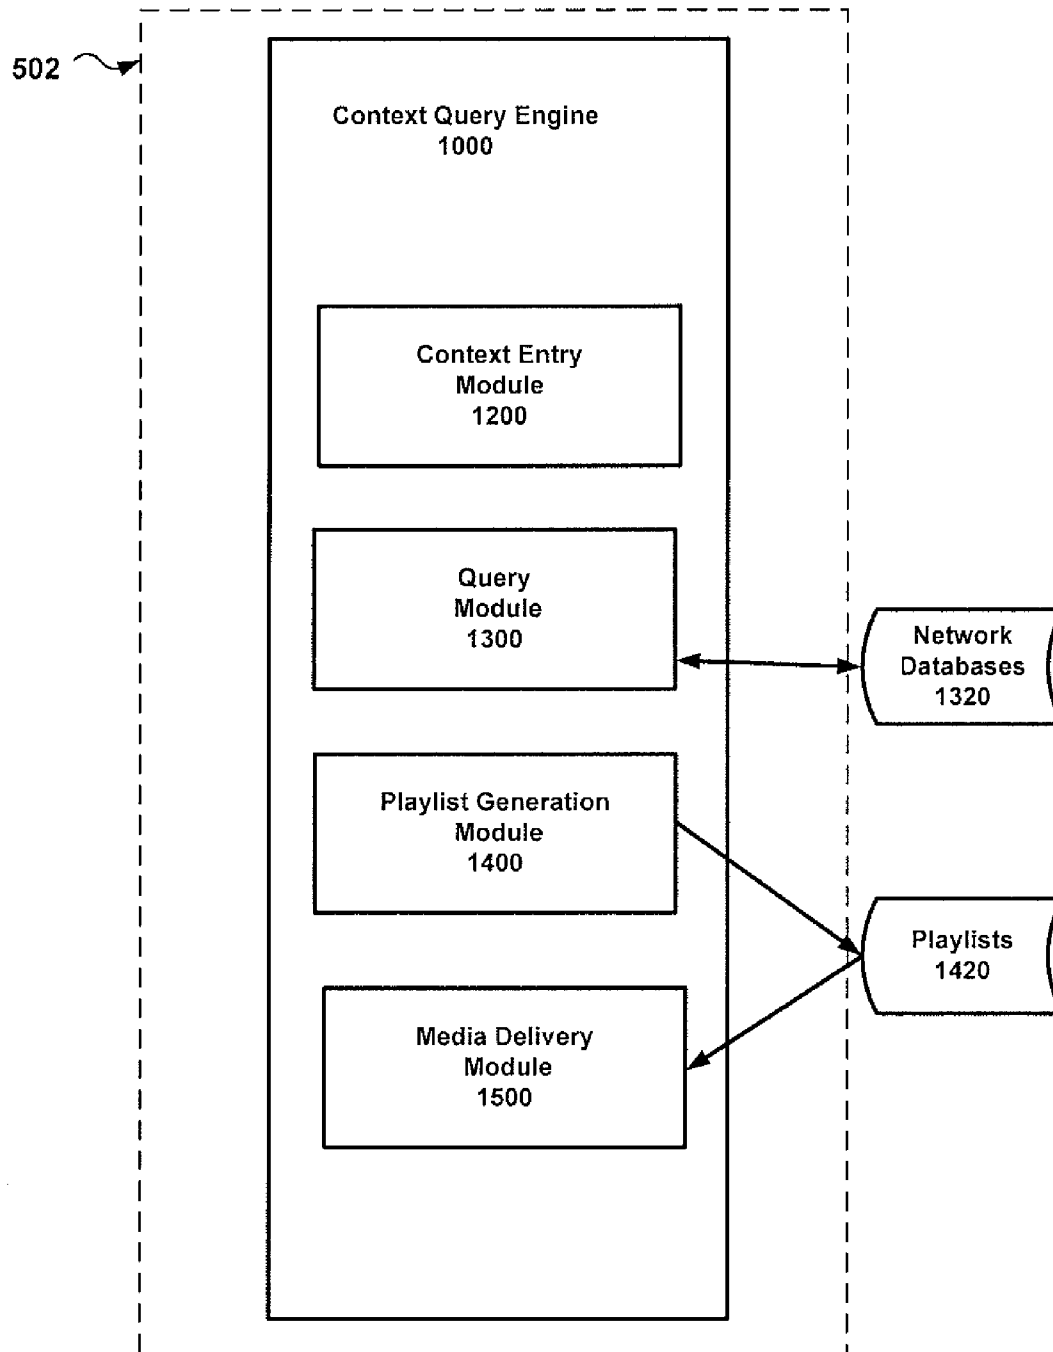 502
Context Query Engine
1000
Context Entry
Module
1200
Query
Module
1300
Network
Databases
1320
Playlist Generation
Module
1400
Playlists
1420
Media Delivery
Module
1500